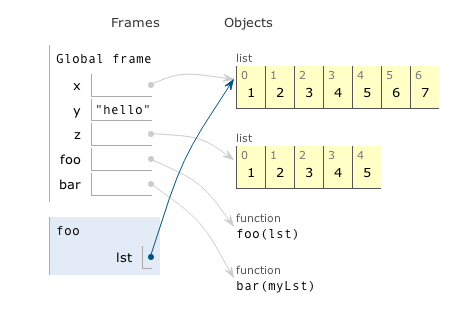 Frames Objects
Global frame
x
y "hello"
z
foo
bar
foo
lst
list
0 1 2 3 4 5 6
1 2 3 4 5 6 7
list
0 1 2 3 4
1 2 3 4 5
function
foo(lst)
function
bar(myLst)